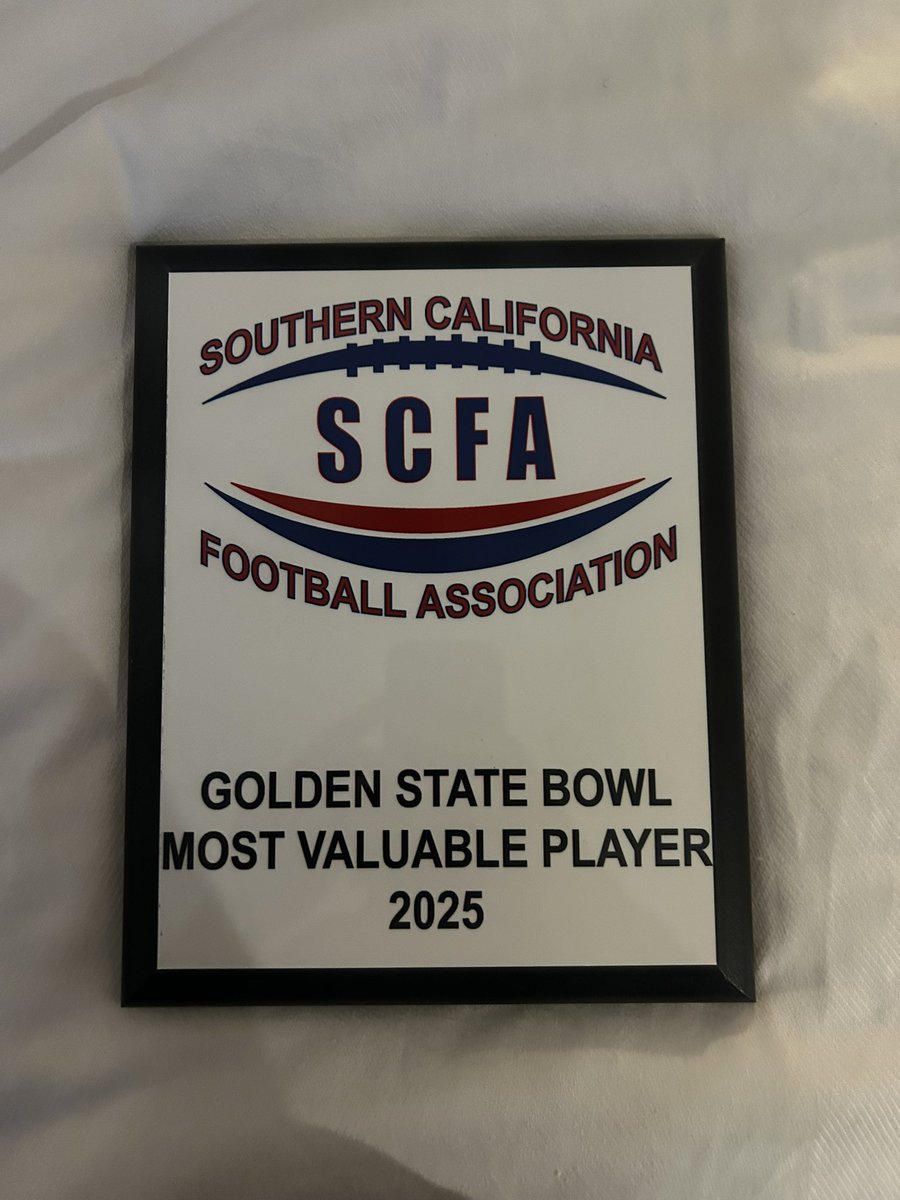 SOUTHERN CALIFORNIA
SCFA
FOOTBALL ASSOCIATION
GOLDEN STATE BOWL
MOST VALUABLE PLAYER
2025